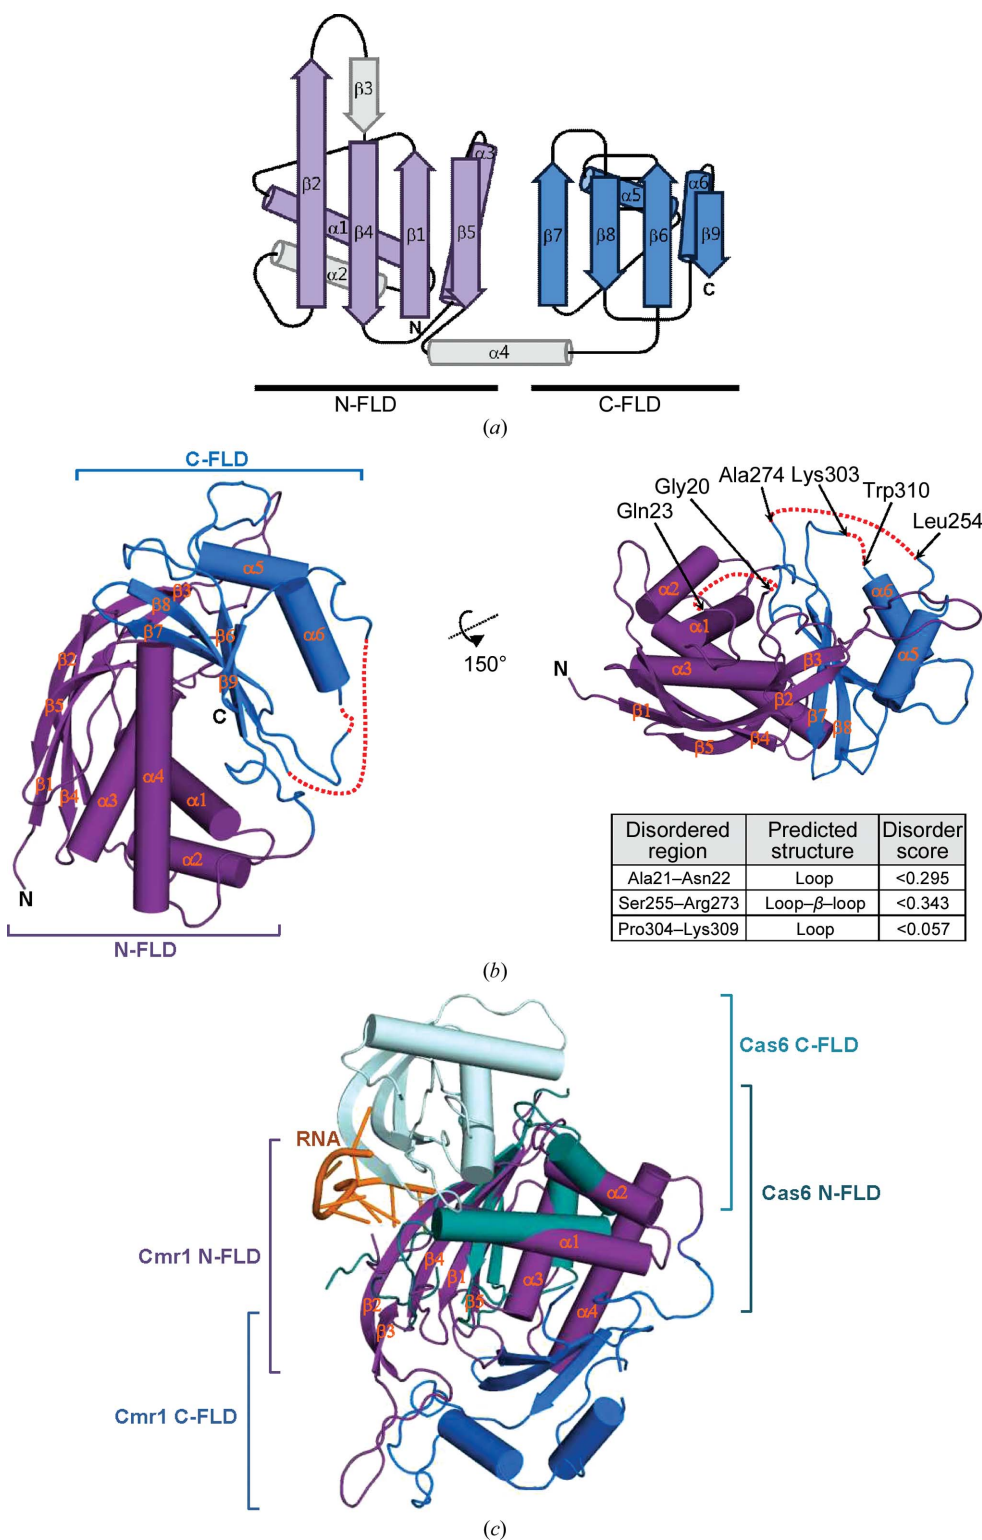 β3
α3
β2
α1
β4
β1
β5
α2
N
α4
α5
α6
β7
β8
β6
β9
C
N-FLD
C-FLD
(a)
C-FLD
α5
β3
β8
β7
β6
α6
β2
β9
β5
C
α4
β1
β4
α3
α1
α2
N
N-FLD
150°
Ala274 Lys303
Gly20
Trp310
Gln23
Leu254
α2
α6
α1
α5
α3
β3
N
β2
β1
β7
β8
β5
β4
Disordered region
Predicted structure
Disorder score
Ala21–Asn22 Loop <0.295
Ser255–Arg273 Loop–β–loop <0.343
Pro304–Lys309 Loop <0.057
(b)
Cas6 C-FLD
RNA
Cas6 N-FLD
α2
α1
Cmr1 N-FLD
β4
β1
α3
β2
β5
α4
β3
Cmr1 C-FLD
(c)